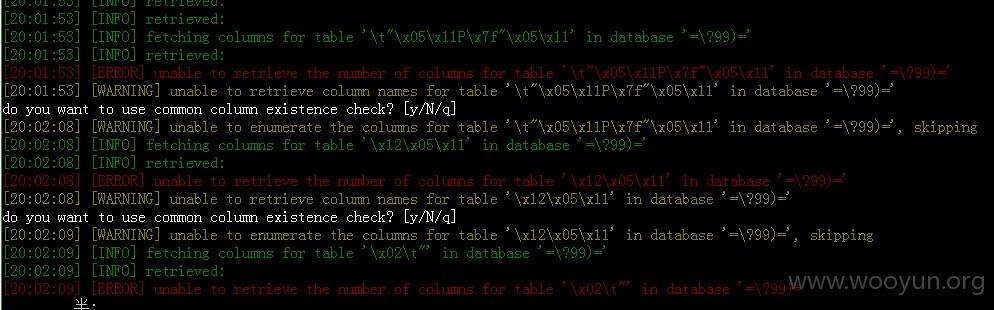 [20:01:53] [INFO] retrieved:
[20:01:53] [INFO] retrieved:
[20:01:53] [INFO] fetching columns for table '\t"\x05\x11P\x7f"\x05\x11' in database '=\?99)='
[20:01:53] [INFO] retrieved:
[20:01:53] [ERROR] unable to retrieve the number of columns for table '\t"\x05\x11P\x7f"\x05\x11' in database '=\?99)='
[20:01:53] [WARNING] unable to retrieve column names for table '\t"\x05\x11P\x7f"\x05\x11' in database '=\?99)='
do you want to use common column existence check? [y/N/q]
[20:02:08] [WARNING] unable to enumerate the columns for table '\t"\x05\x11P\x7f"\x05\x11' in database '=\?99)=', skipping
[20:02:08] [INFO] fetching columns for table '\x12\x05\x11' in database '=\?99)='
[20:02:08] [INFO] retrieved:
[20:02:08] [ERROR] unable to retrieve the number of columns for table '\x12\x05\x11' in database '=\?99)='
[20:02:08] [WARNING] unable to retrieve column names for table '\x12\x05\x11' in database '=\?99)='
do you want to use common column existence check? [y/N/q]
[20:02:09] [WARNING] unable to enumerate the columns for table '\x12\x05\x11' in database '=\?99)=', skipping
[20:02:09] [INFO] fetching columns for table '\x02\t"' in database '=\?99)='
[20:02:09] [INFO] retrieved:
[20:02:09] [ERROR] unable to retrieve the number of columns for table '\x02\t"' in database '=\?99)=
www.wooyun.org
半: